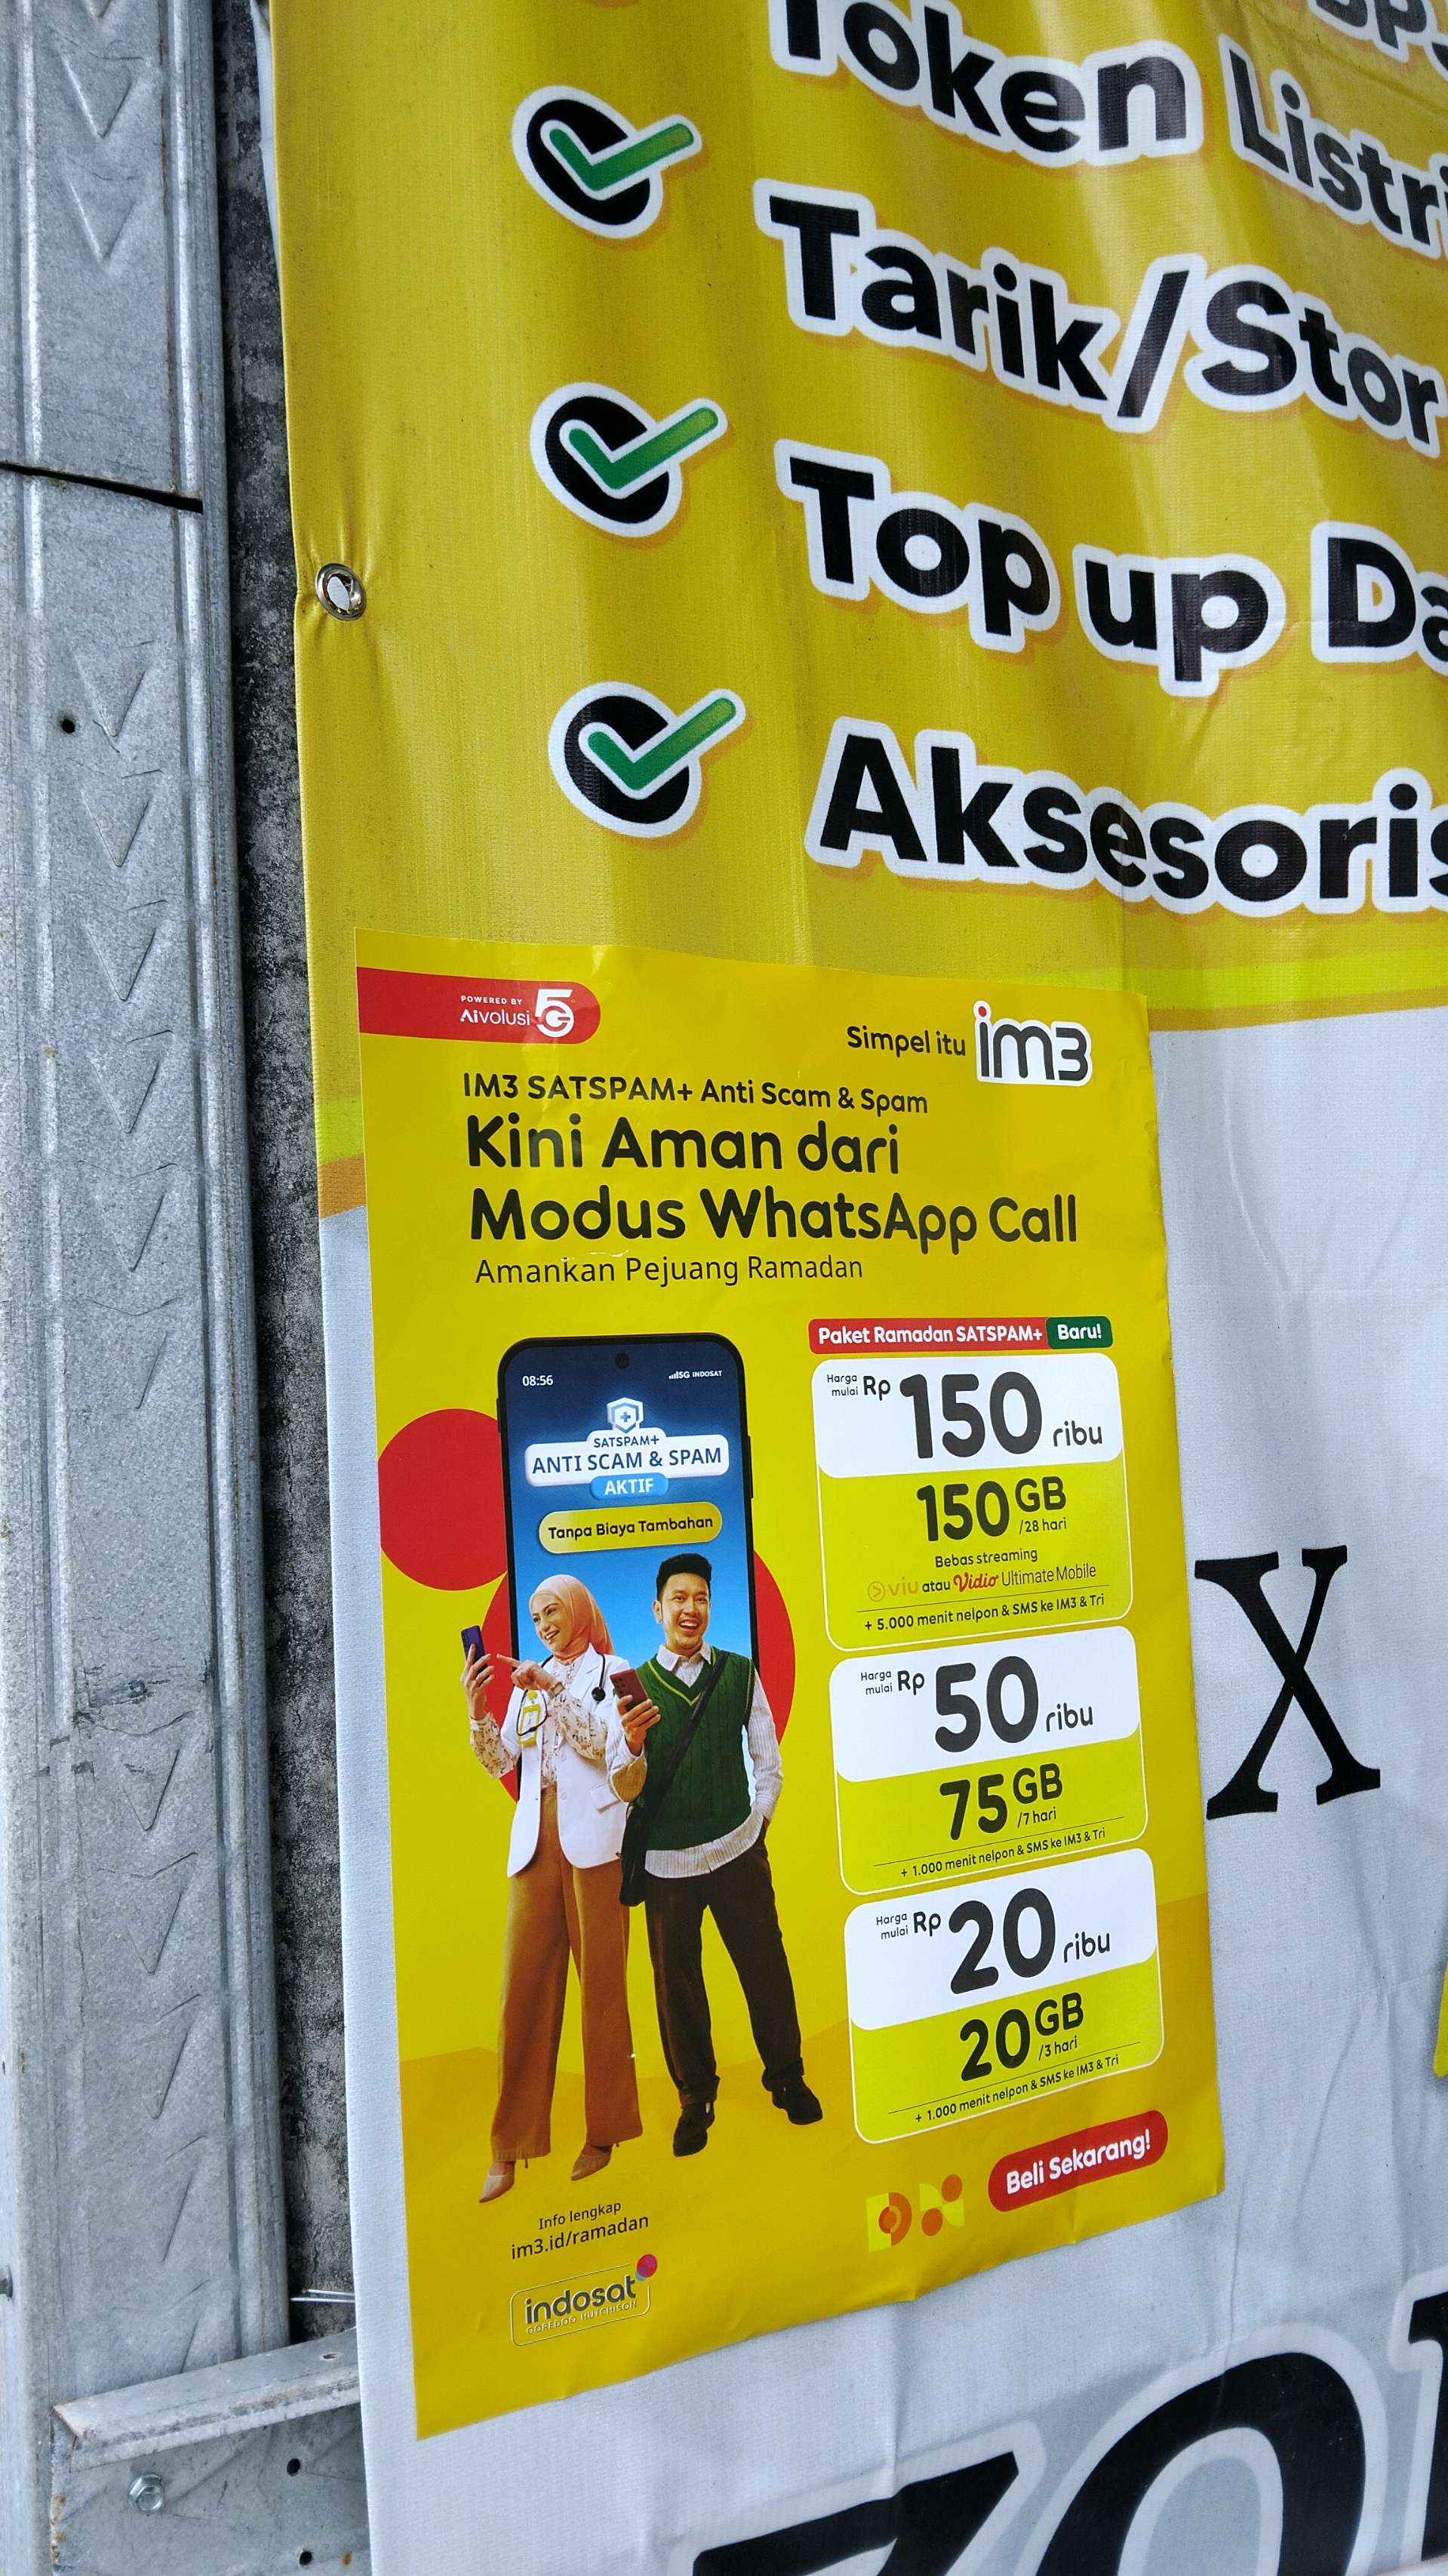 Token Listri
Tarik/Stor
Top up Da
Aksesoris
POWERED BY
Aivolusi 5G
Simpel itu im3
IM3 SATSPAM+ Anti Scam & Spam
Kini Aman dari
Modus WhatsApp Call
Amankan Pejuang Ramadan
08:56
5G INDOSAT
SATSPAM+
ANTI SCAM & SPAM
AKTIF
Tanpa Biaya Tambahan
Paket Ramadan SATSPAM+ Baru!
Harga mulai Rp 150 ribu
150 GB /28 hari
Bebas streaming
viu atau Vidio Ultimate Mobile
+ 5.000 menit nelpon & SMS ke IM3 & Tri
Harga mulai Rp 50 ribu
75 GB /7 hari
+ 1.000 menit nelpon & SMS ke IM3 & Tri
Harga mulai Rp 20 ribu
20 GB /3 hari
+ 1.000 menit nelpon & SMS ke IM3 & Tri
Beli Sekarang!
Info lengkap
im3.id/ramadan
indosat
OOREDOO HUTCHISON
X